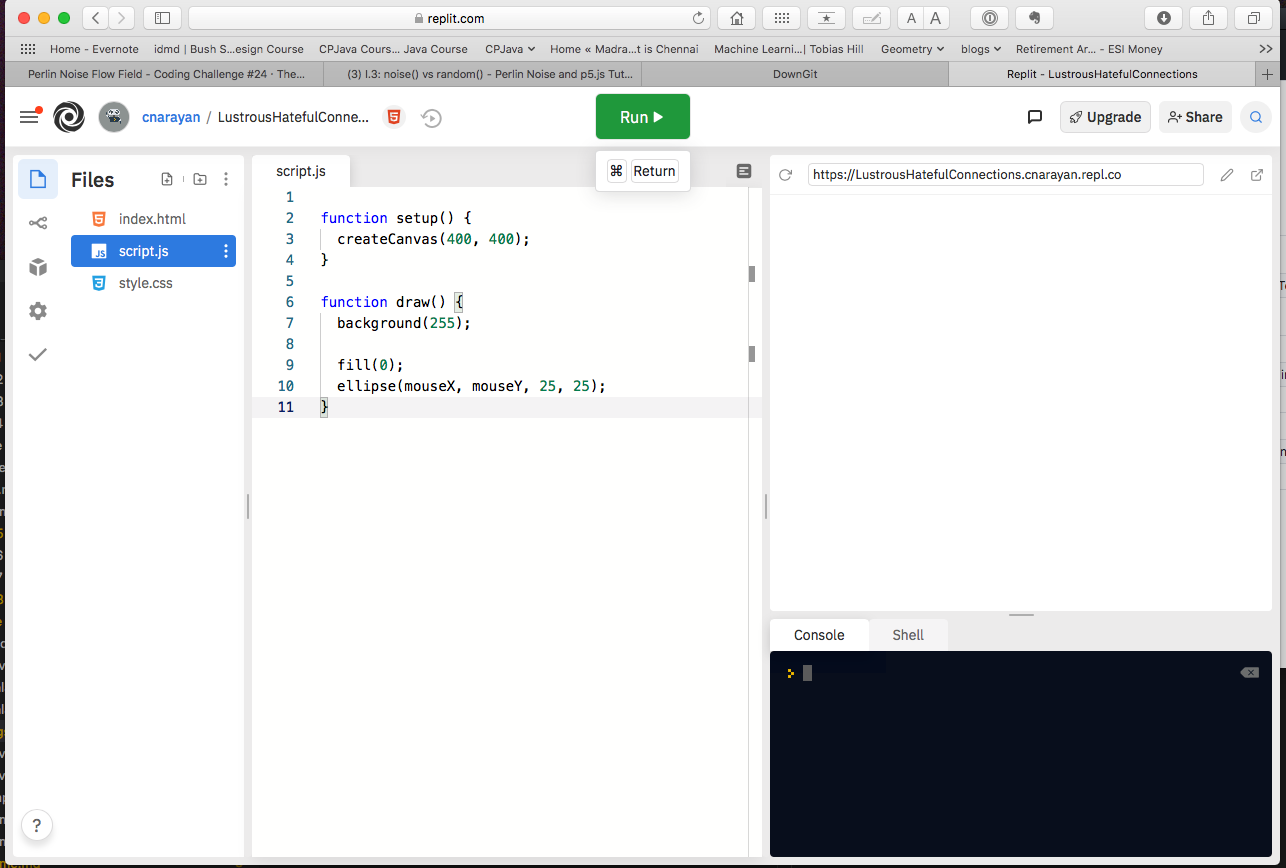 replit.com
A A
Home - Evernote idmd | Bush S...esign Course CPJava Cours... Java Course CPJava Home « Madra...t is Chennai Machine Learni...| Tobias Hill Geometry blogs Retirement Ar... - ESI Money
Perlin Noise Flow Field - Coding Challenge #24 · The... (3) I.3: noise() vs random() - Perlin Noise and p5.js Tut... DownGit Replit - LustrousHatefulConnections
cnarayan / LustrousHatefulConne... Run Upgrade Share
⌘ Return
Files
index.html
JS script.js
style.css
script.js
1
2 function setup() {
3 createCanvas(400, 400);
4 }
5
6 function draw() {
7 background(255);
8
9 fill(0);
10 ellipse(mouseX, mouseY, 25, 25);
11 }
https://LustrousHatefulConnections.cnarayan.repl.co
Console Shell
?